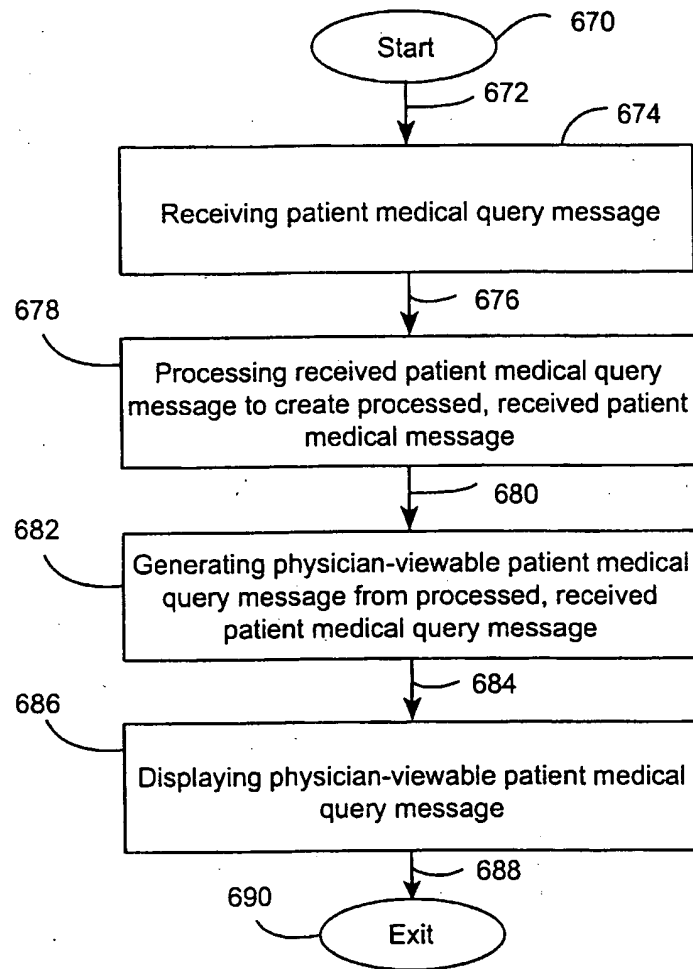 Start
670
672
674
Receiving patient medical query message
676
678
Processing received patient medical query
message to create processed, received patient
medical message
680
682
Generating physician-viewable patient medical
query message from processed, received
patient medical query message
684
686
Displaying physician-viewable patient medical
query message
688
690
Exit